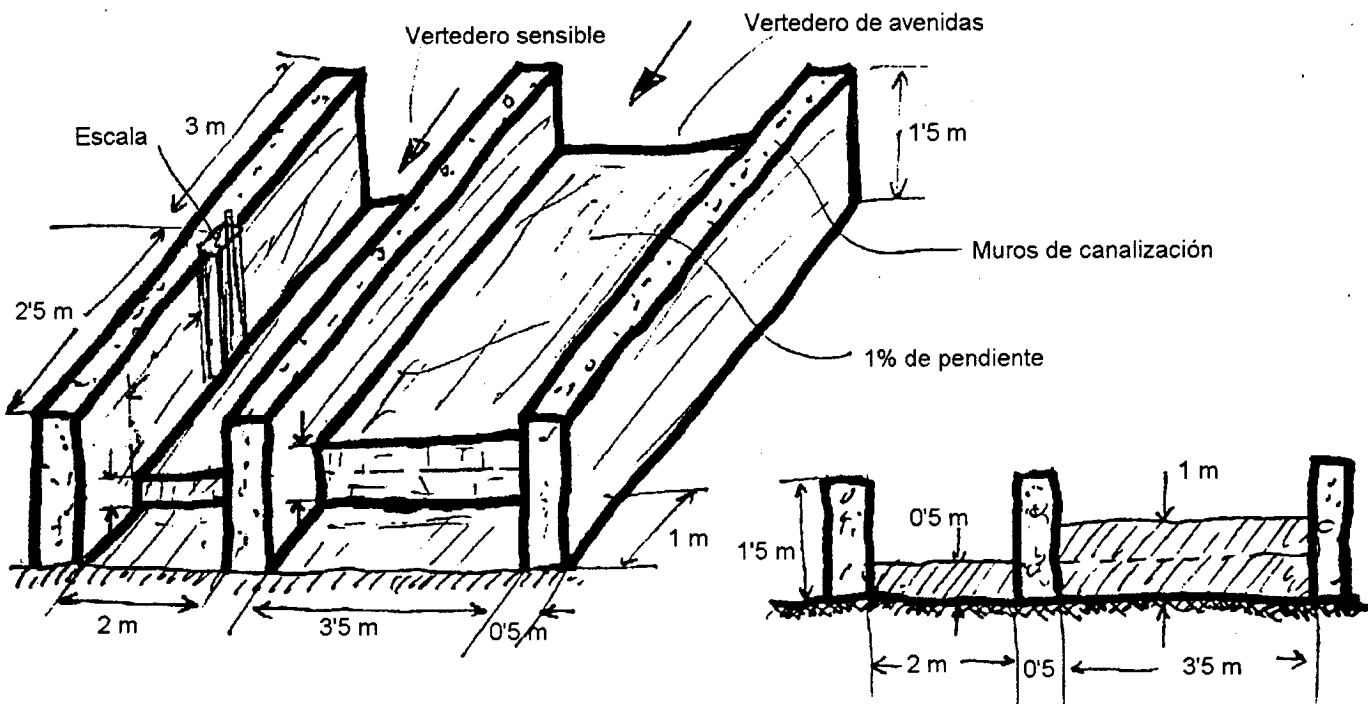 Vertedero sensible
Vertedero de avenidas
3 m
Escala
1'5 m
2'5 m
Muros de canalización
1% de pendiente
1 m
2 m
3'5 m
0'5 m
1 m
0'5 m
1'5 m
2 m
0'5
3'5 m